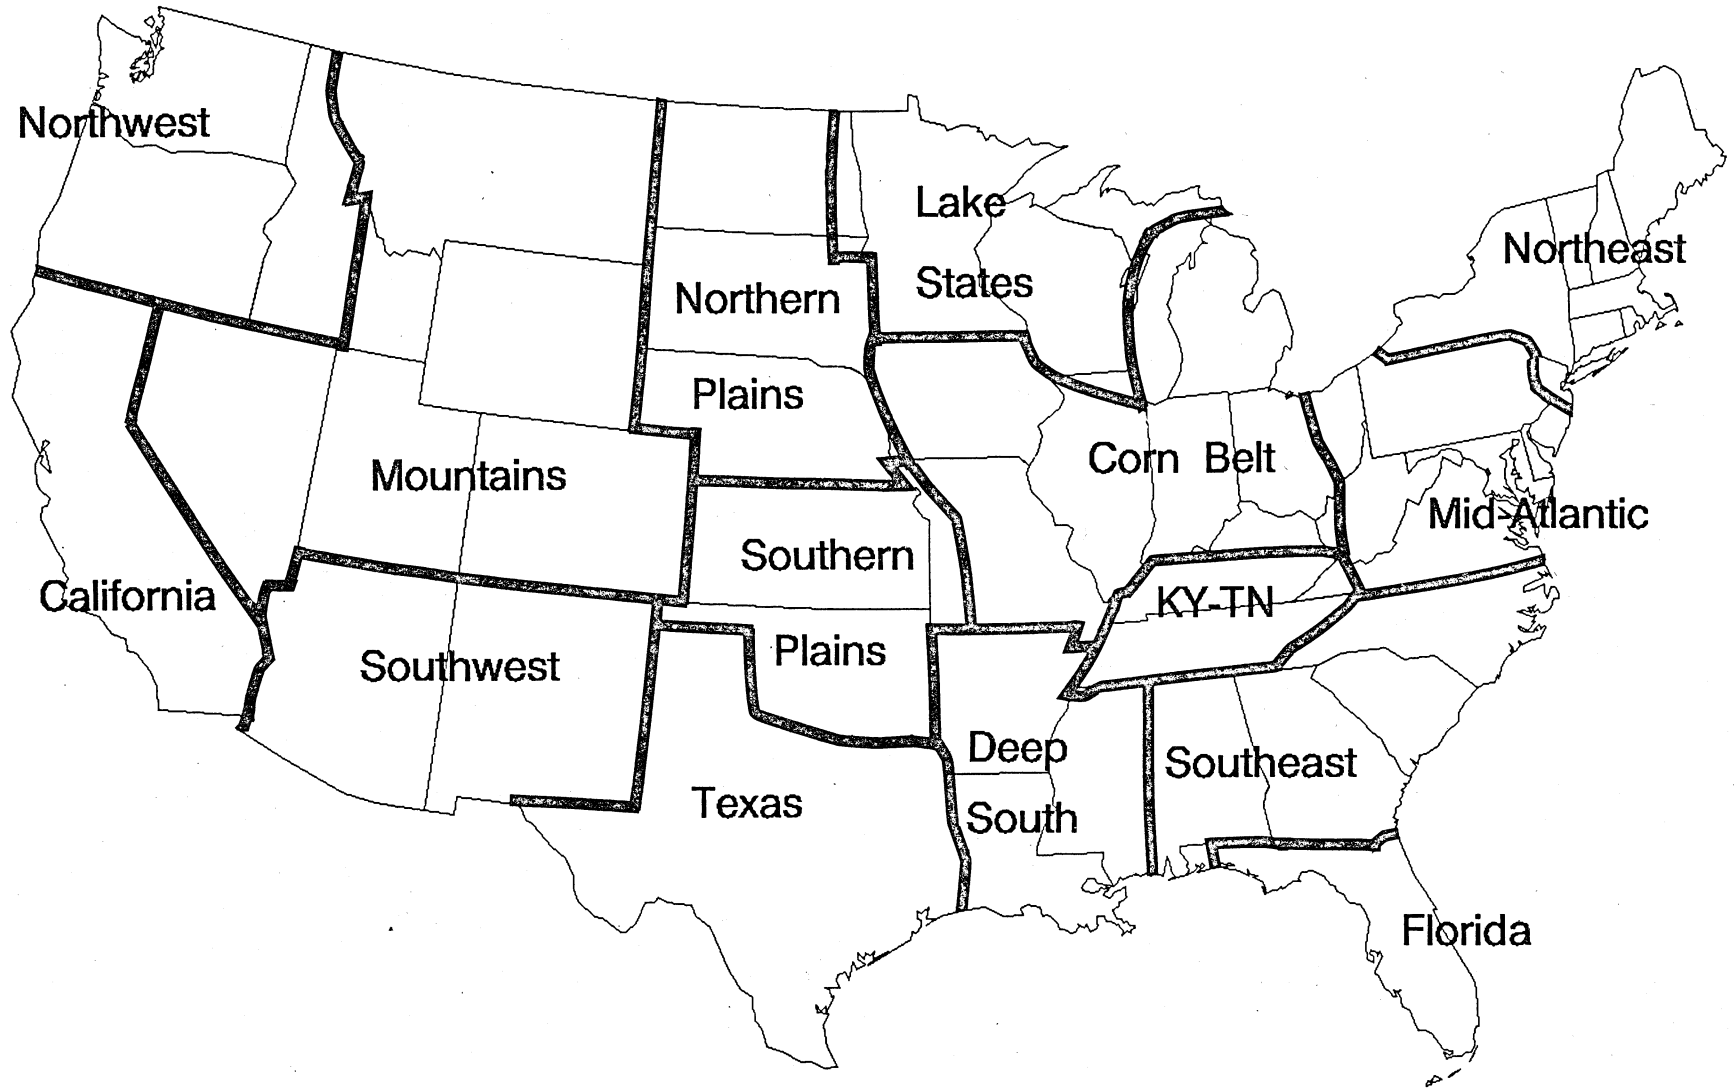 Northwest
Lake
States
Northeast
Northern
Plains
Corn Belt
Mountains
Mid-Atlantic
Southern
Plains
California
KY-TN
Southwest
Deep
South
Southeast
Texas
Florida